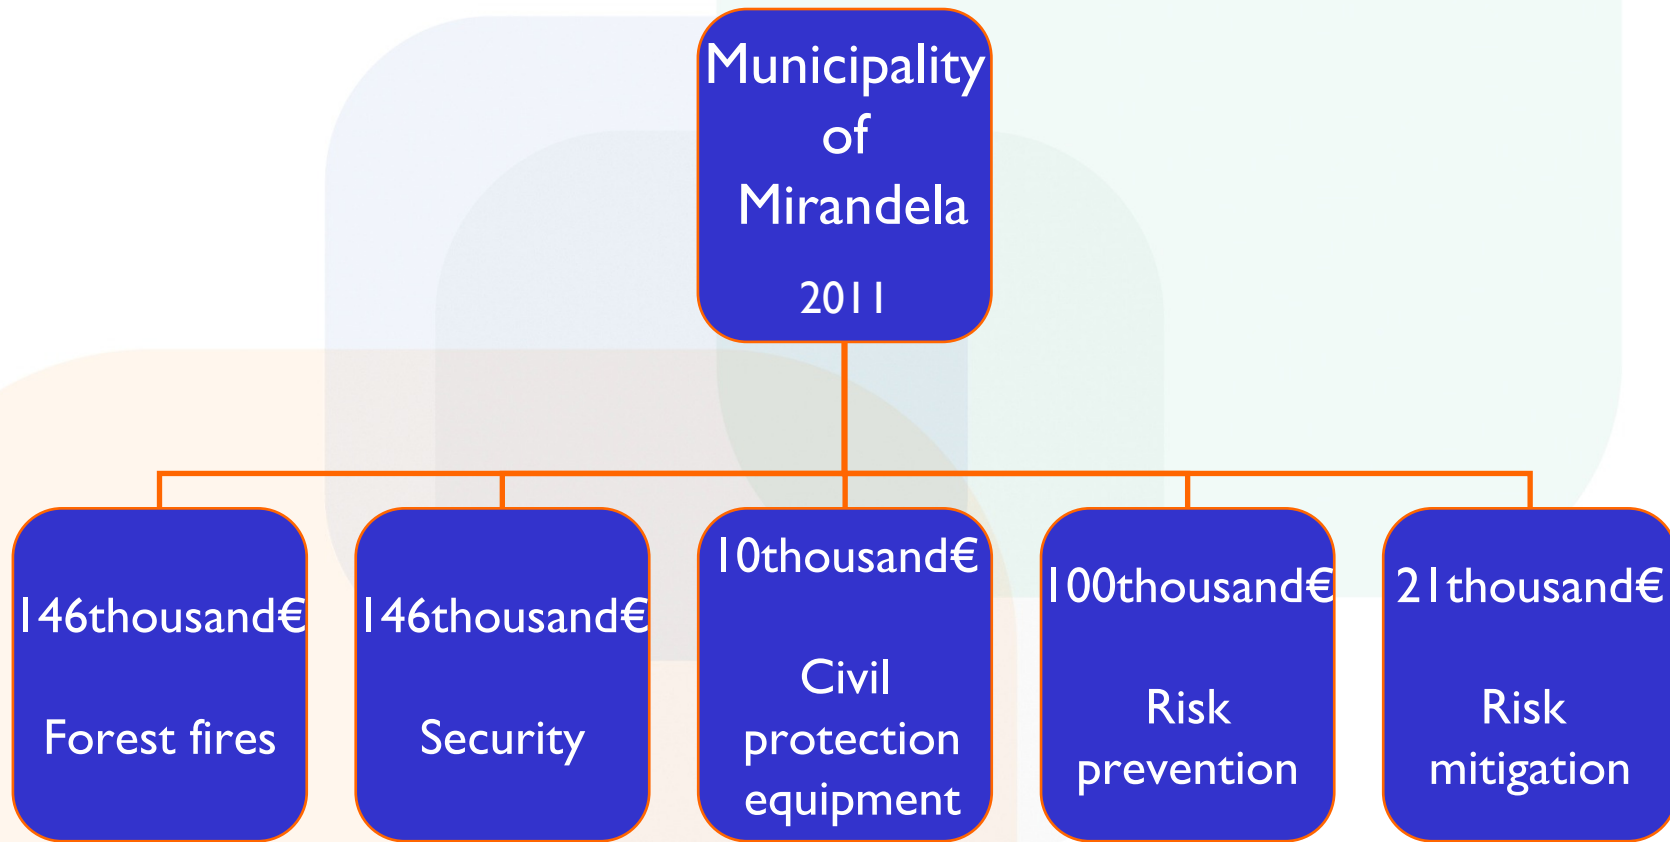 Municipality
of
Mirandela
2011
146thousand€
Forest fires
146thousand€
Security
10thousand€
Civil
protection
equipment
100thousand€
Risk
prevention
21thousand€
Risk
mitigation